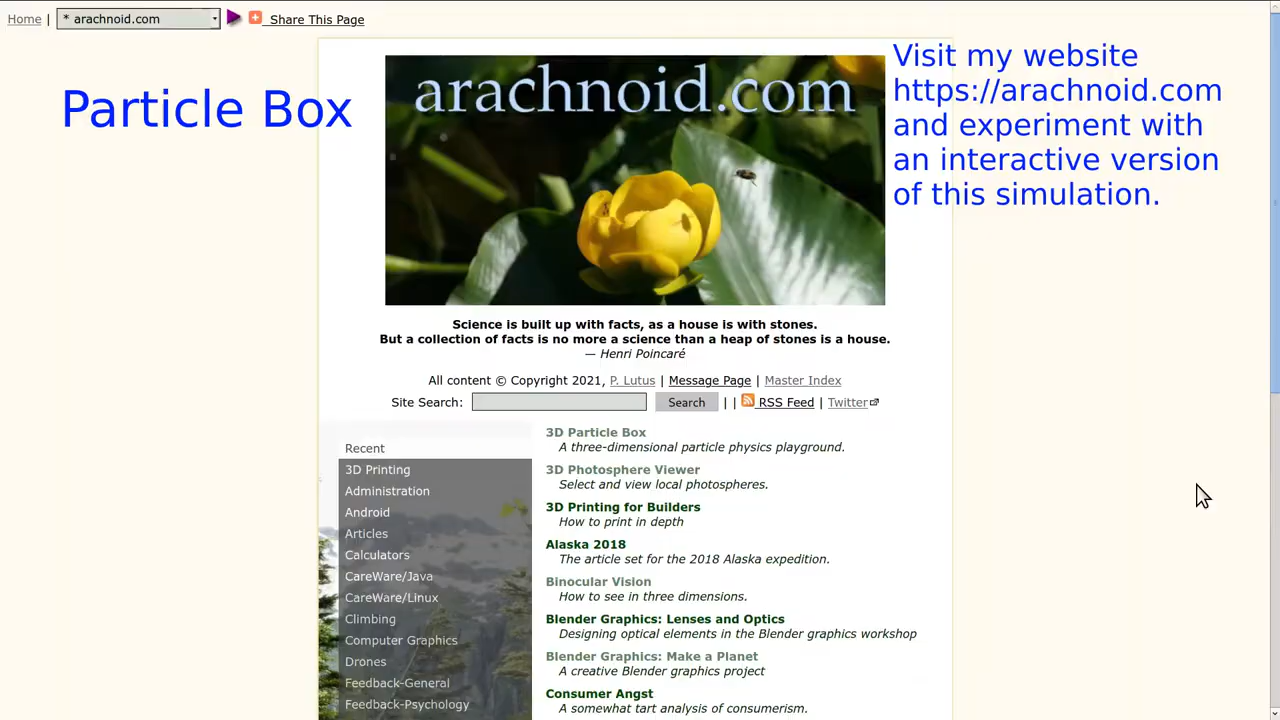 Home | * arachnoid.com Share This Page
Particle Box
arachnoid.com
Visit my website
https://arachnoid.com
and experiment with
an interactive version
of this simulation.
Science is built up with facts, as a house is with stones.
But a collection of facts is no more a science than a heap of stones is a house.
— Henri Poincaré
All content © Copyright 2021, P. Lutus | Message Page | Master Index
Site Search: Search | | RSS Feed | Twitter
Recent
3D Printing
Administration
Android
Articles
Calculators
CareWare/Java
CareWare/Linux
Climbing
Computer Graphics
Drones
Feedback-General
Feedback-Psychology
3D Particle Box
A three-dimensional particle physics playground.
3D Photosphere Viewer
Select and view local photospheres.
3D Printing for Builders
How to print in depth
Alaska 2018
The article set for the 2018 Alaska expedition.
Binocular Vision
How to see in three dimensions.
Blender Graphics: Lenses and Optics
Designing optical elements in the Blender graphics workshop
Blender Graphics: Make a Planet
A creative Blender graphics project
Consumer Angst
A somewhat tart analysis of consumerism.